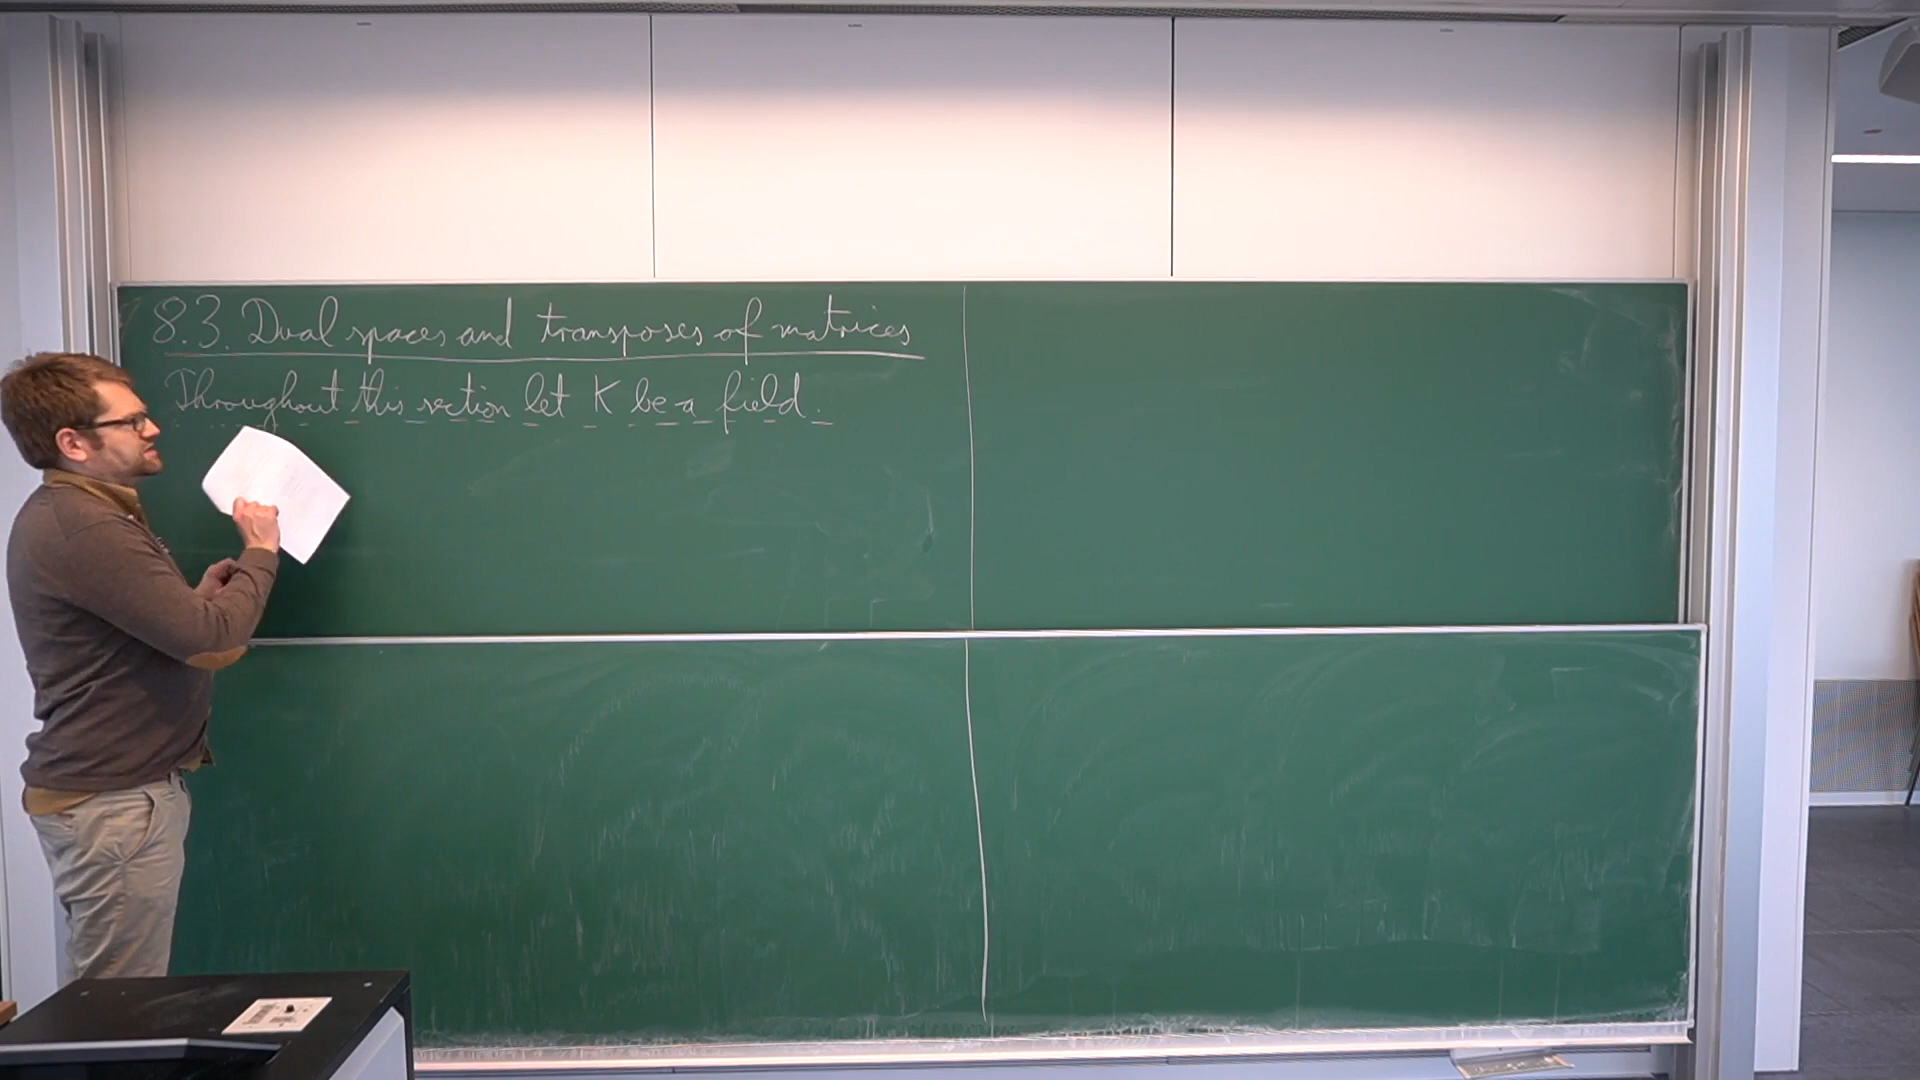 8.3. Dual spaces and transposes of matrices
Throughout this section let K be a field.